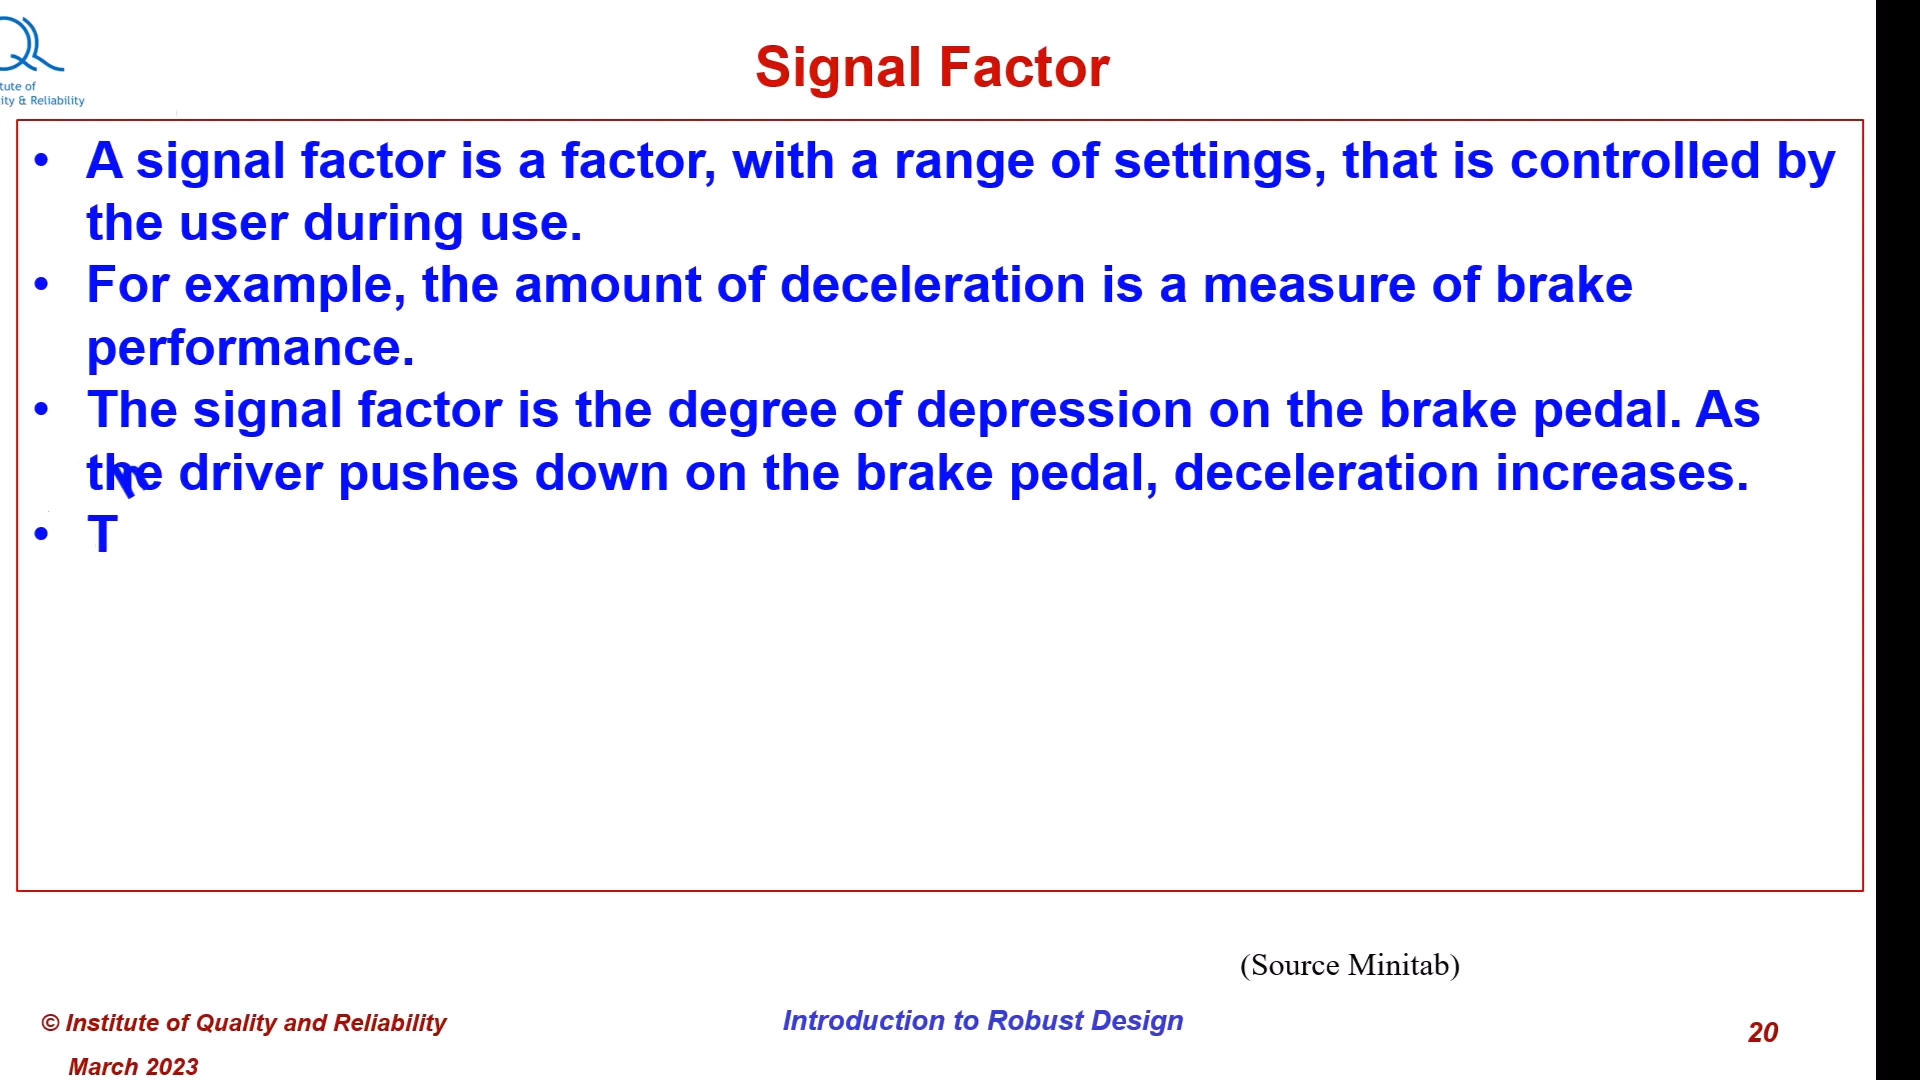 tute of
ity & Reliability
Signal Factor
• A signal factor is a factor, with a range of settings, that is controlled by
the user during use.
• For example, the amount of deceleration is a measure of brake
performance.
• The signal factor is the degree of depression on the brake pedal. As
the driver pushes down on the brake pedal, deceleration increases.
• T
(Source Minitab)
© Institute of Quality and Reliability
March 2023
Introduction to Robust Design
20